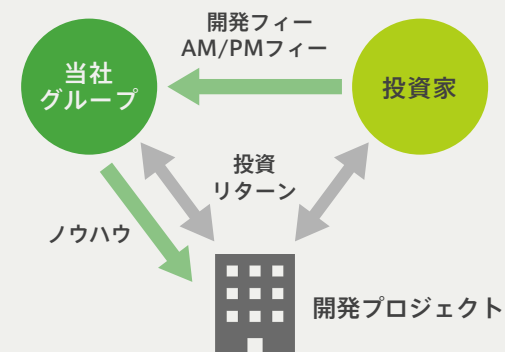 開発フィー
AM/PMフィー
当社
グループ
投資家
投資
リターン
ノウハウ
開発プロジェクト